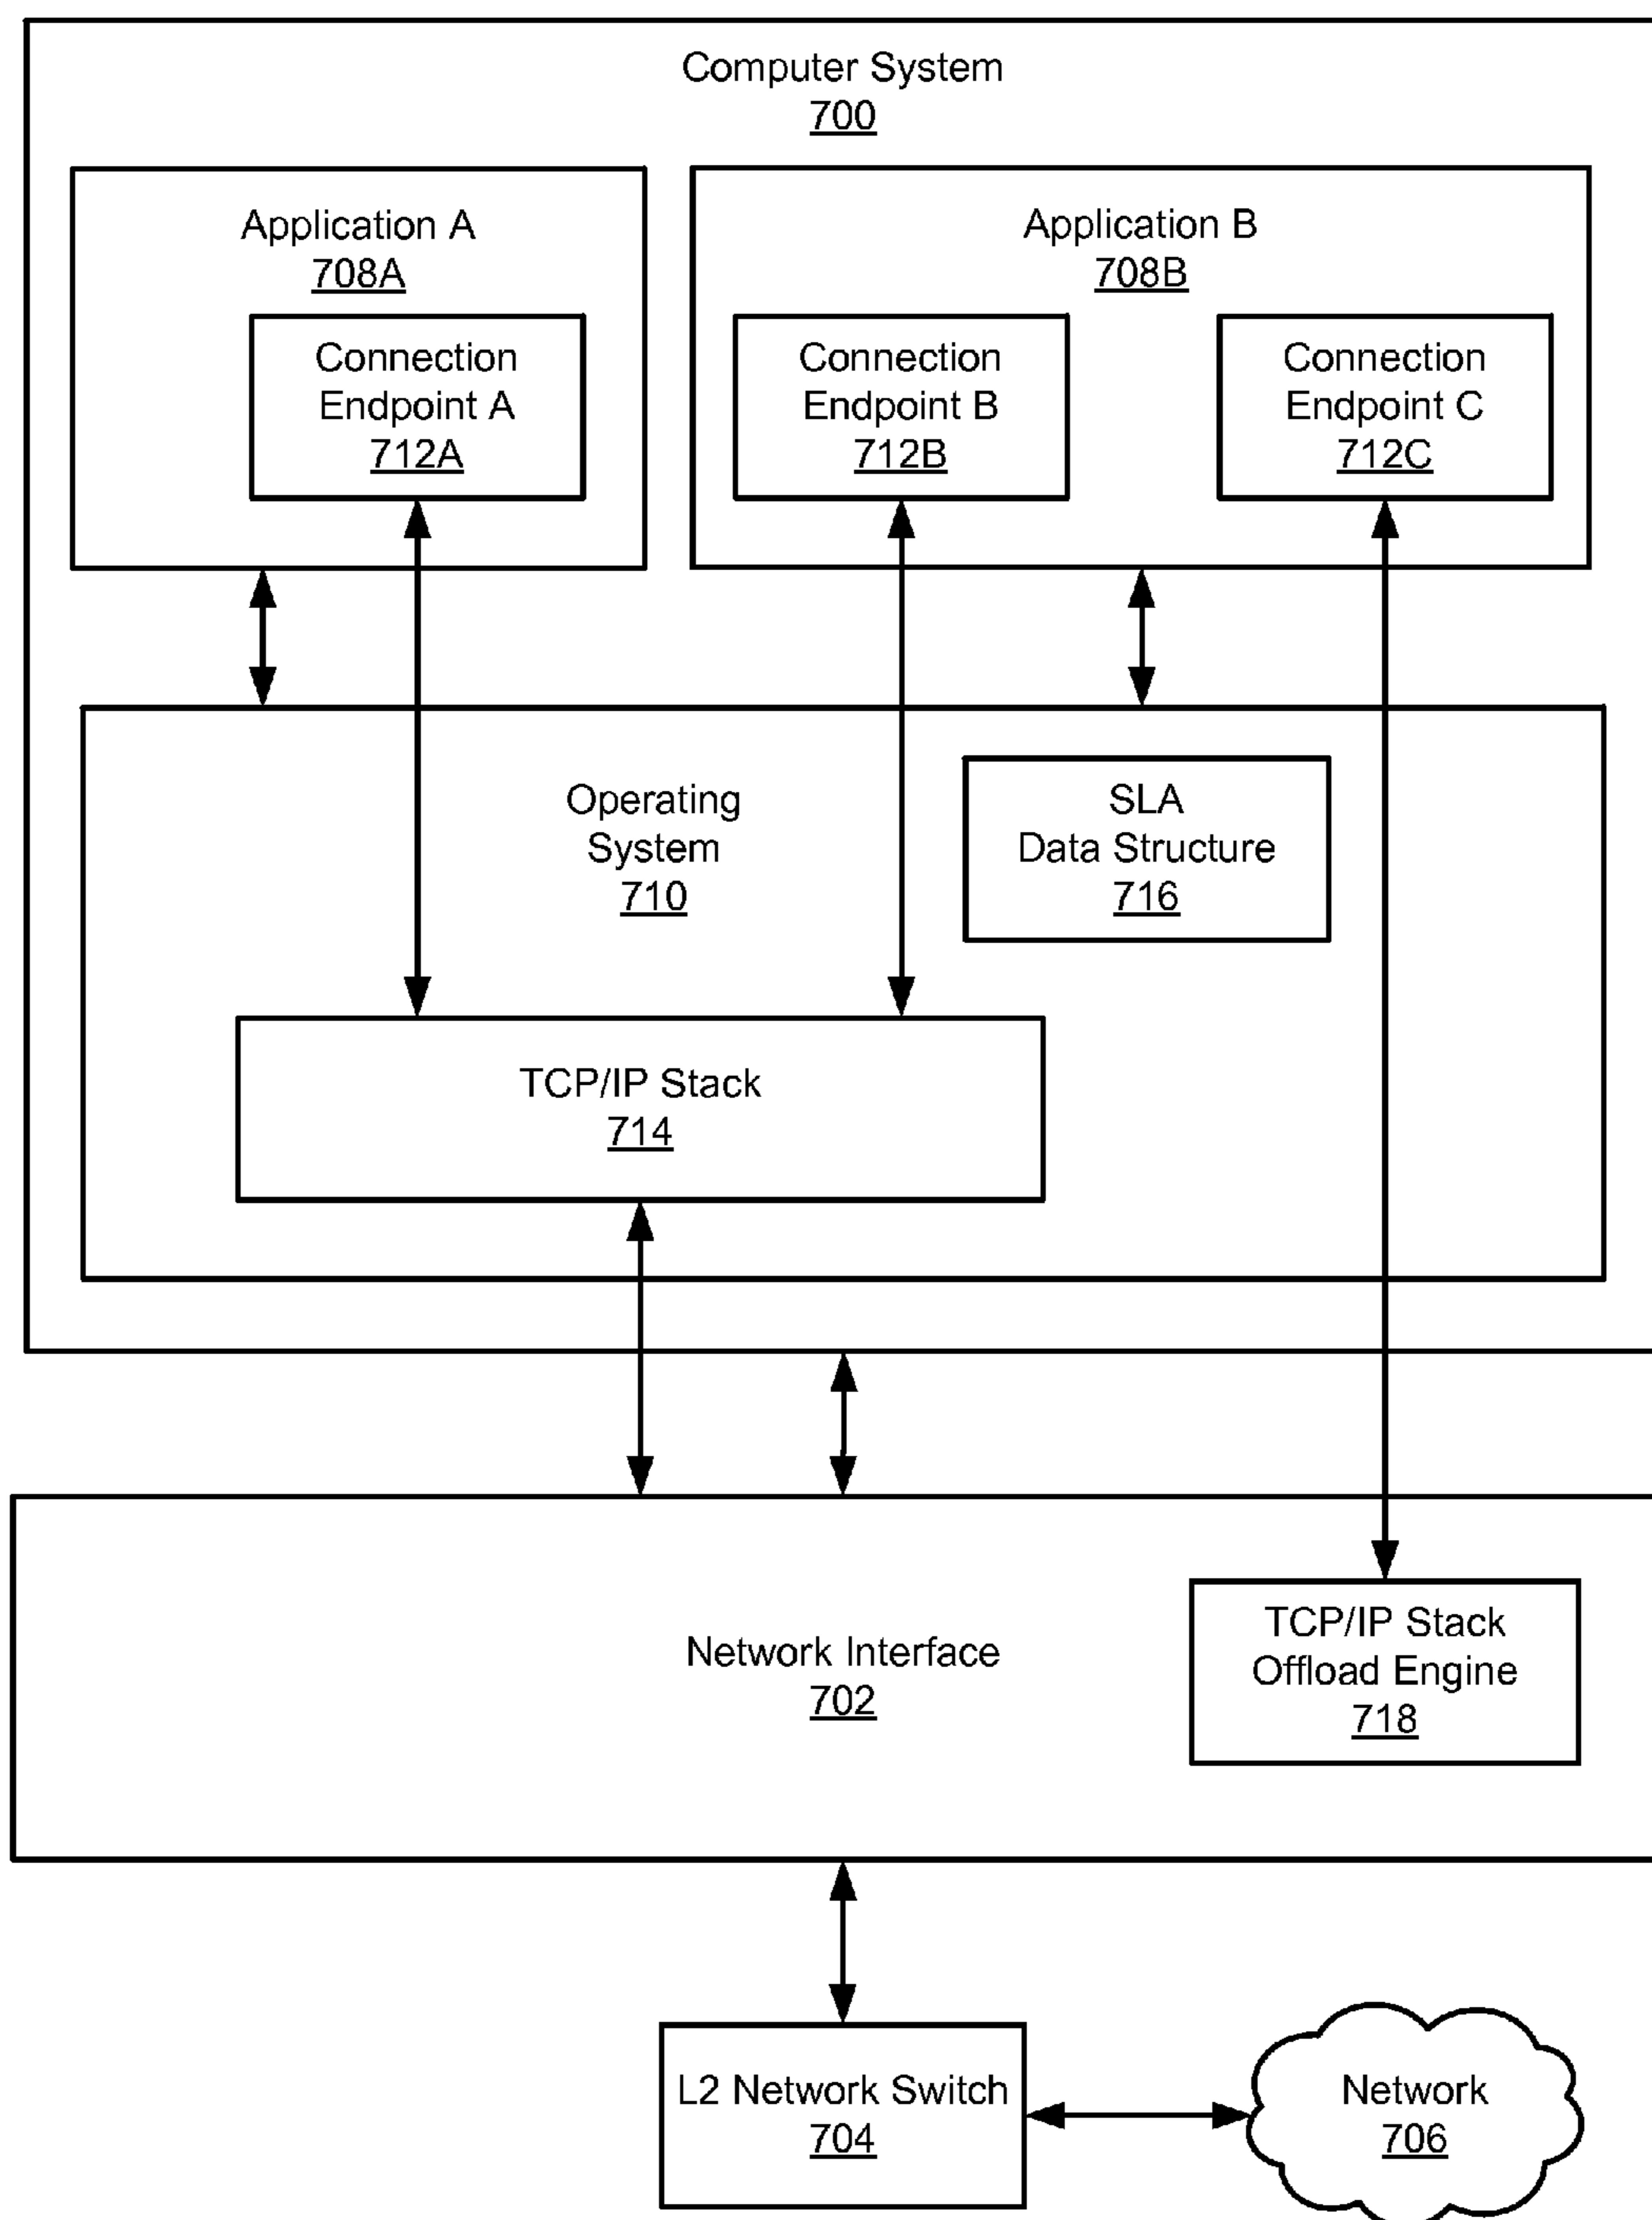 Computer System
700
Application A
708A
Application B
708B
Connection
Endpoint A
712A
Connection
Endpoint B
712B
Connection
Endpoint C
712C
Operating
System
710
SLA
Data Structure
716
TCP/IP Stack
714
Network Interface
702
TCP/IP Stack
Offload Engine
718
L2 Network Switch
704
Network
706